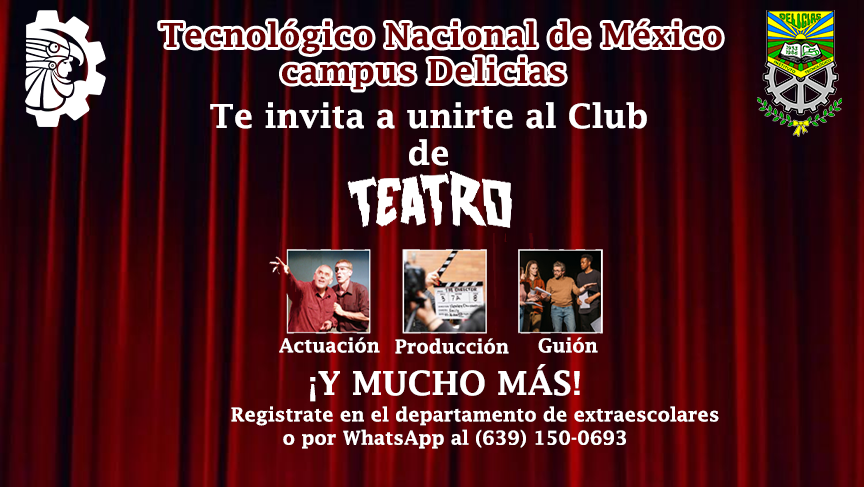 Tecnológico Nacional de México
campus Delicias
DELICIAS
Te invita a unirte al Club
de
TEATRO
Actuación
Producción
Guión
¡Y MUCHO MÁS!
Registrate en el departamento de extraescolares
o por WhatsApp al (639) 150-0693